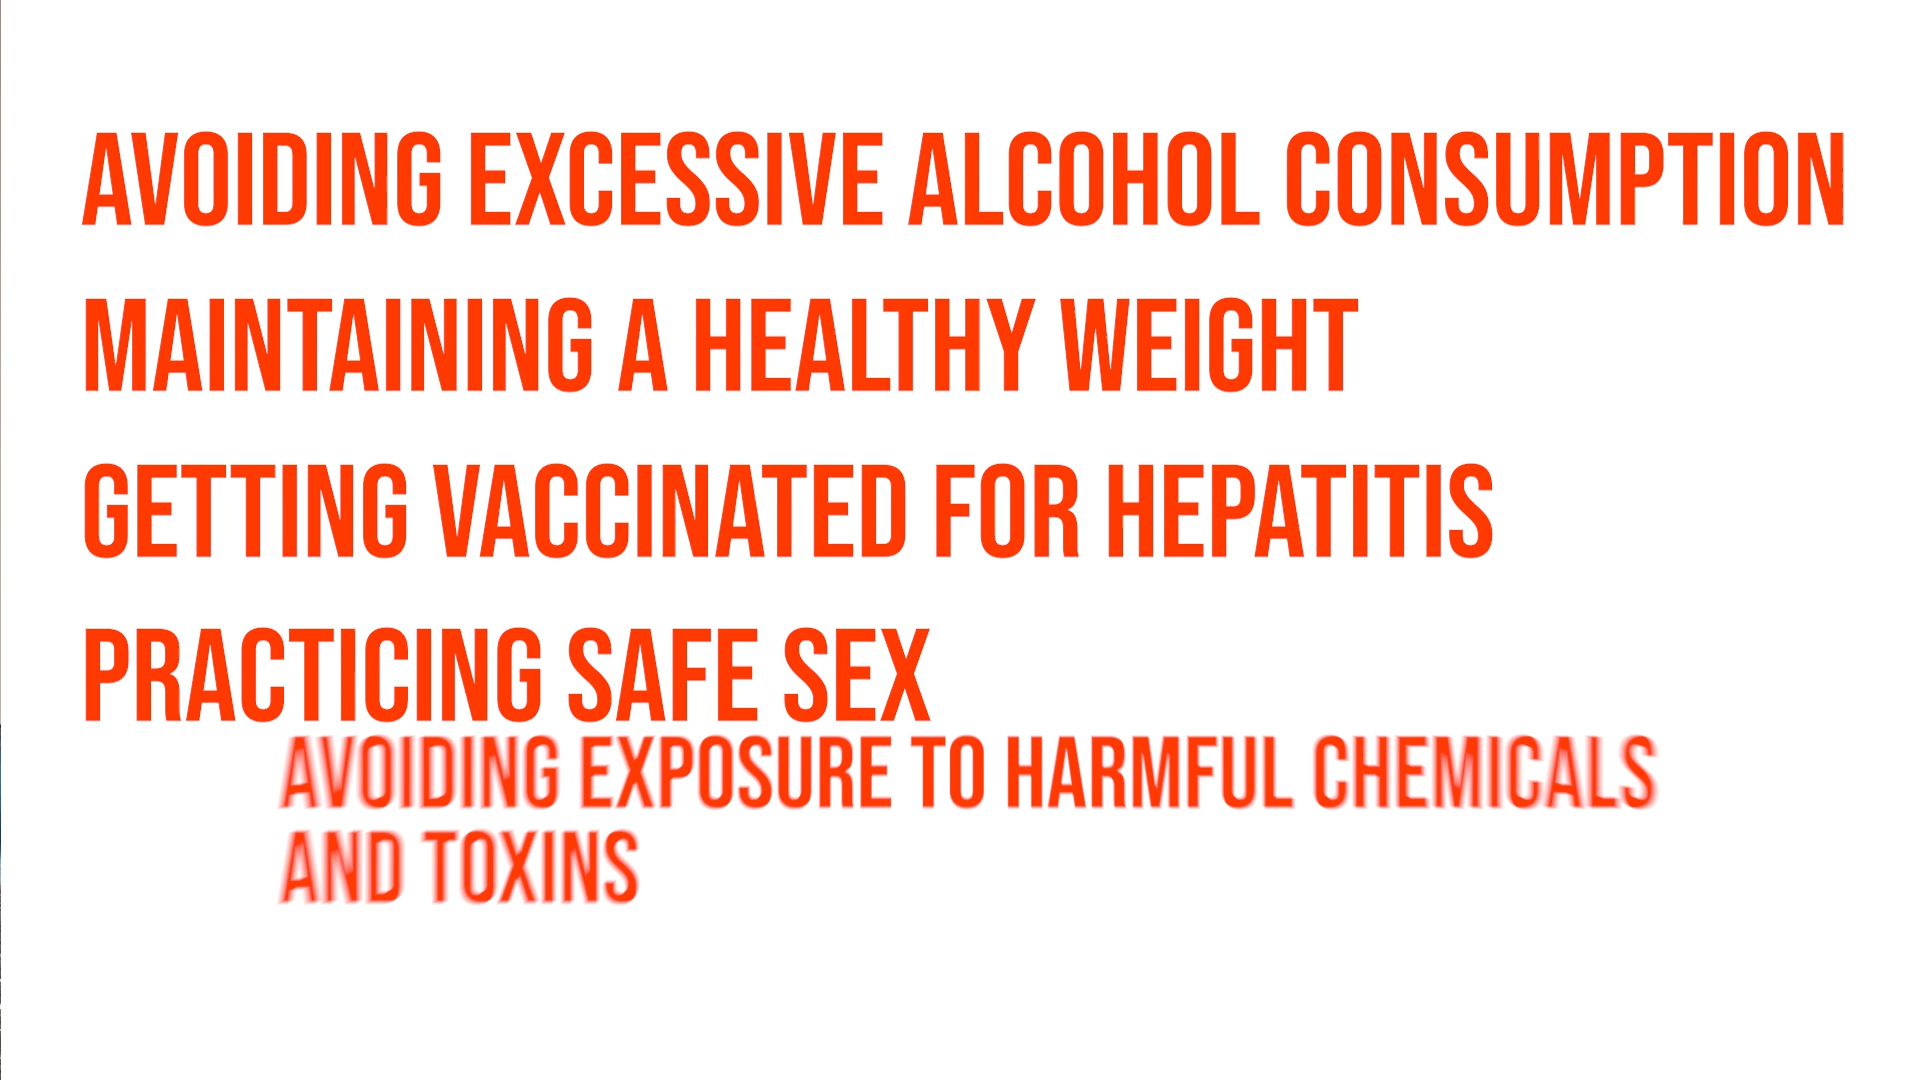 AVOIDING EXCESSIVE ALCOHOL CONSUMPTION
MAINTAINING A HEALTHY WEIGHT
GETTING VACCINATED FOR HEPATITIS
PRACTICING SAFE SEX
AVOIDING EXPOSURE TO HARMFUL CHEMICALS
AND TOXINS